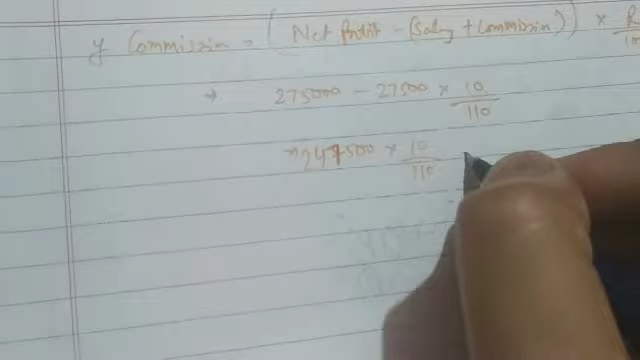 y Commission = (Net Profit - (Salary + Commission)) × R
⇒ 275000 - 27500 × 10/110
⇒ 247500 × 10/110